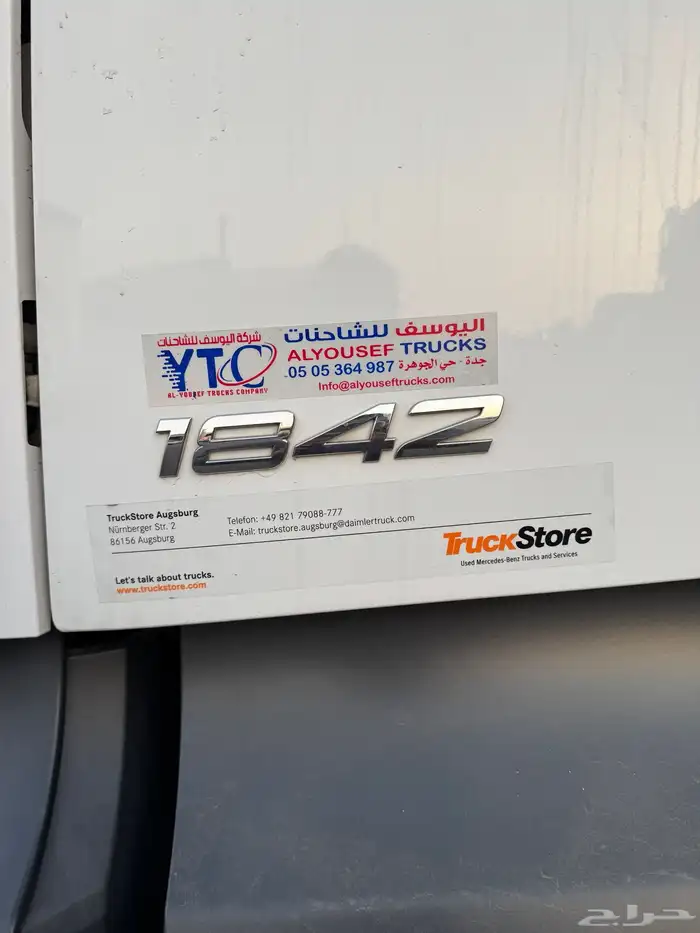 شركة اليوسف للشاحنات
YTC
AL-YOUSEF TRUCKS COMPANY
اليوسف للشاحنات
ALYOUSEF TRUCKS
جدة - حي الجوهرة 05 05 364 987
Info@alyouseftrucks.com
1842
TruckStore Augsburg
Nürnberger Str. 2
86156 Augsburg
Telefon: +49 821 79088-777
E-Mail: truckstore.augsburg@daimlertruck.com
TruckStore
Used Mercedes-Benz Trucks and Services
Let's talk about trucks.
www.truckstore.com
حراج